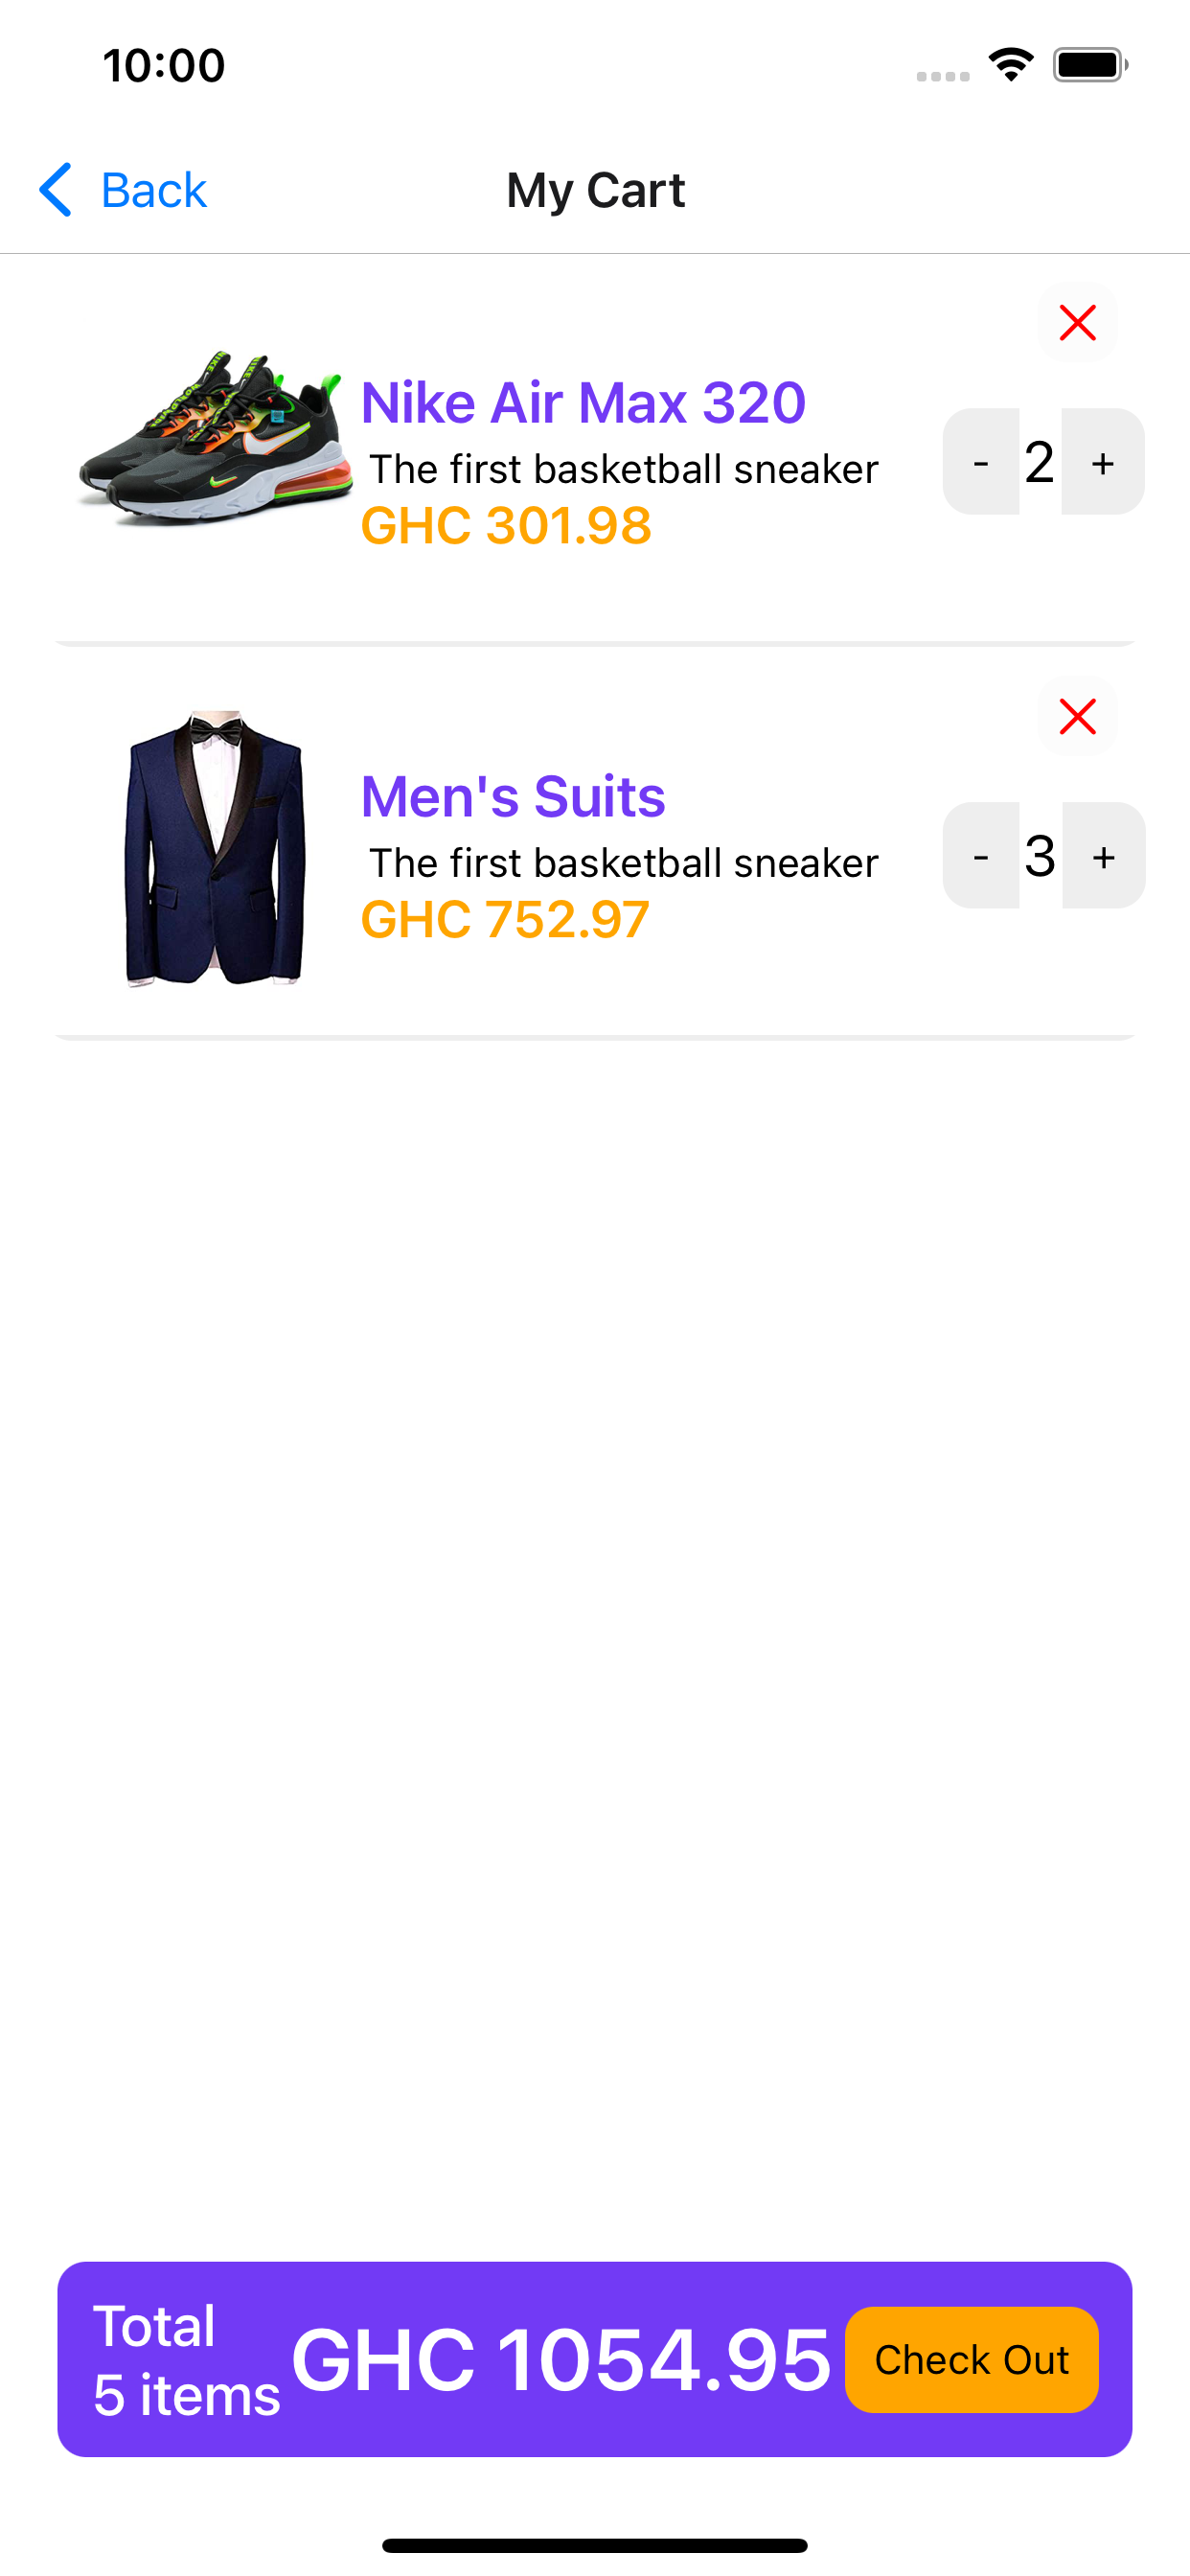 10:00
Back
My Cart
Nike Air Max 320
The first basketball sneaker
GHC 301.98
-
2
+
Men's Suits
The first basketball sneaker
GHC 752.97
-
3
+
Total
5 items
GHC 1054.95
Check Out